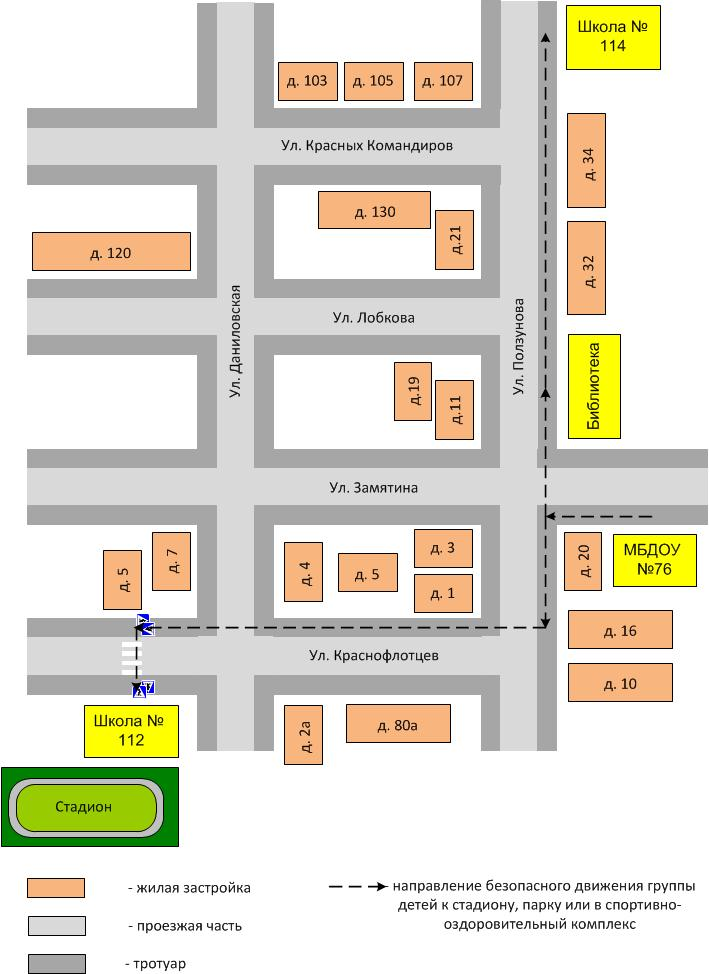 Школа №
114
д. 103
д. 105
д. 107
Ул. Красных Командиров
д. 34
д. 130
д.21
д. 120
д. 32
Ул. Даниловская
Ул. Лобкова
Ул. Ползунова
Библиотека
д.19
д.11
Ул. Замятина
д. 5
д. 7
д. 4
д. 5
д. 3
д. 1
д. 20
МБДОУ
№76
д. 16
Ул. Краснофлотцев
д. 10
Школа №
112
д. 2а
д. 80а
Стадион
- жилая застройка
- проезжая часть
- тротуар
направление безопасного движения группы
детей к стадиону, парку или в спортивно-
оздоровительный комплекс